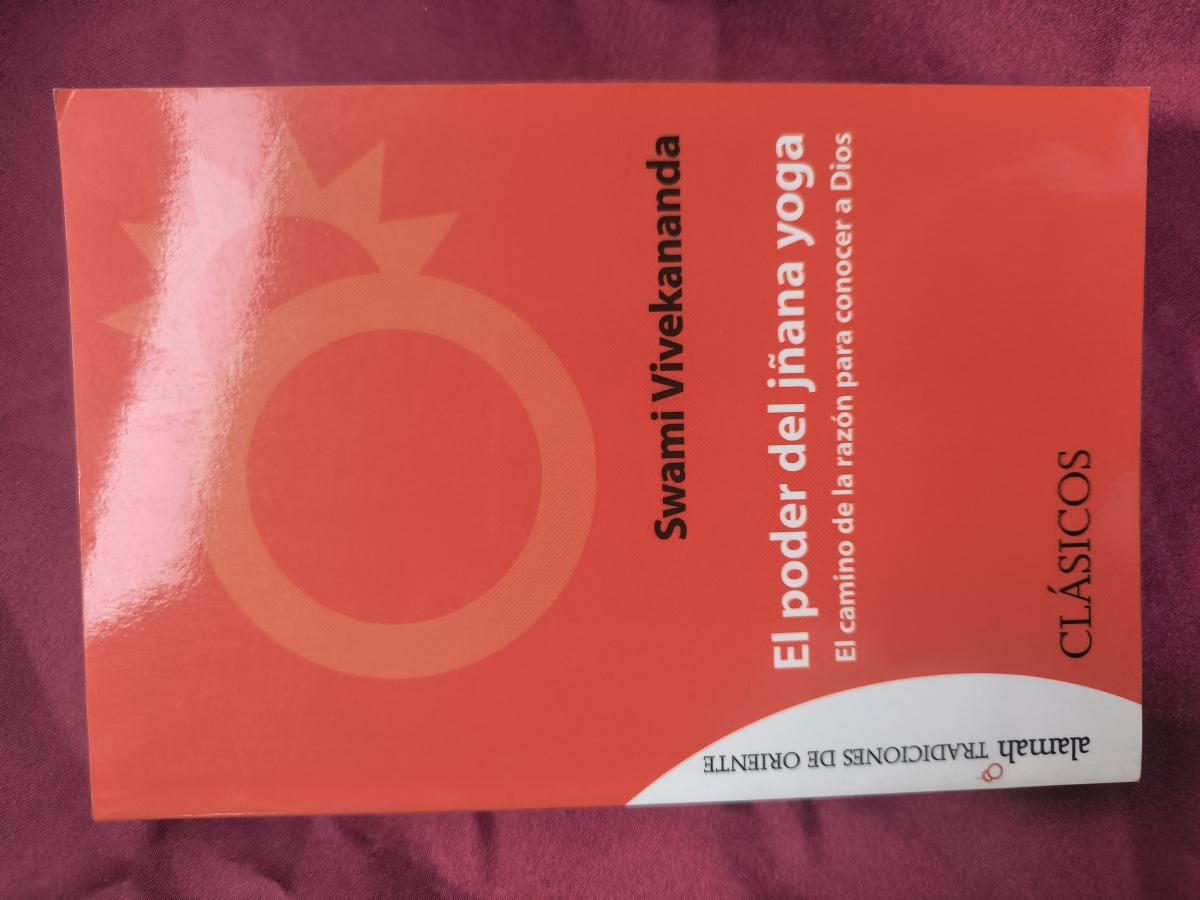 Swami Vivekananda
El poder del jñana yoga
El camino de la razón para conocer a Dios
CLÁSICOS
alamah TRADICIONES DE ORIENTE